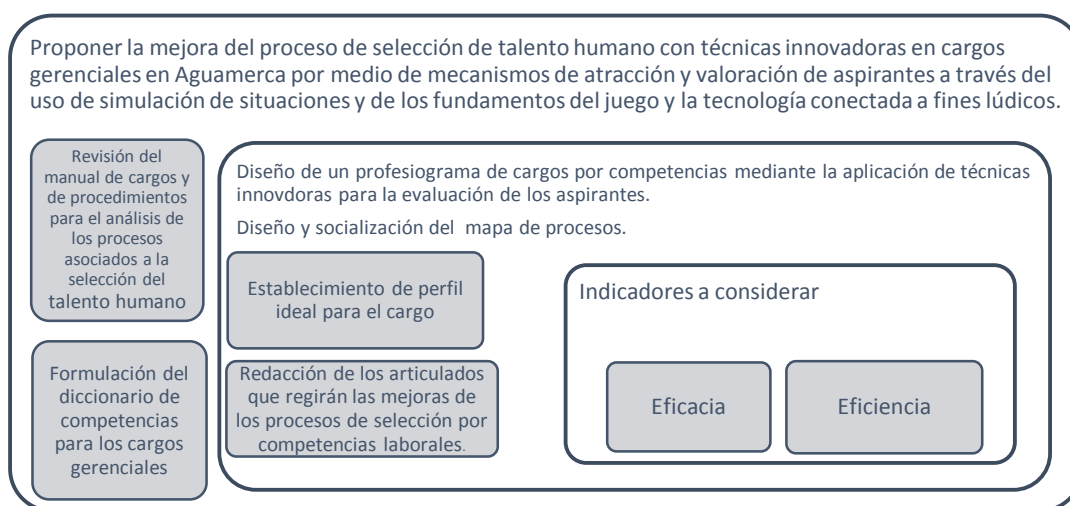 Proponer la mejora del proceso de selección de talento humano con técnicas innovadoras en cargos
gerenciales en Aguamerca por medio de mecanismos de atracción y valoración de aspirantes a través del
uso de simulación de situaciones y de los fundamentos del juego y la tecnología conectada a fines lúdicos.
Revisión del
manual de cargos y
de procedimientos
para el análisis de
los procesos
asociados a la
selección del
talento humano
Formulación del
diccionario de
competencias
para los cargos
gerenciales
Diseño de un profesiograma de cargos por competencias mediante la aplicación de técnicas
innovdoras para la evaluación de los aspirantes.
Diseño y socialización del mapa de procesos.
Establecimiento de perfil
ideal para el cargo
Redacción de los articulados
que regirán las mejoras de
los procesos de selección por
competencias laborales.
Indicadores a considerar
Eficacia
Eficiencia